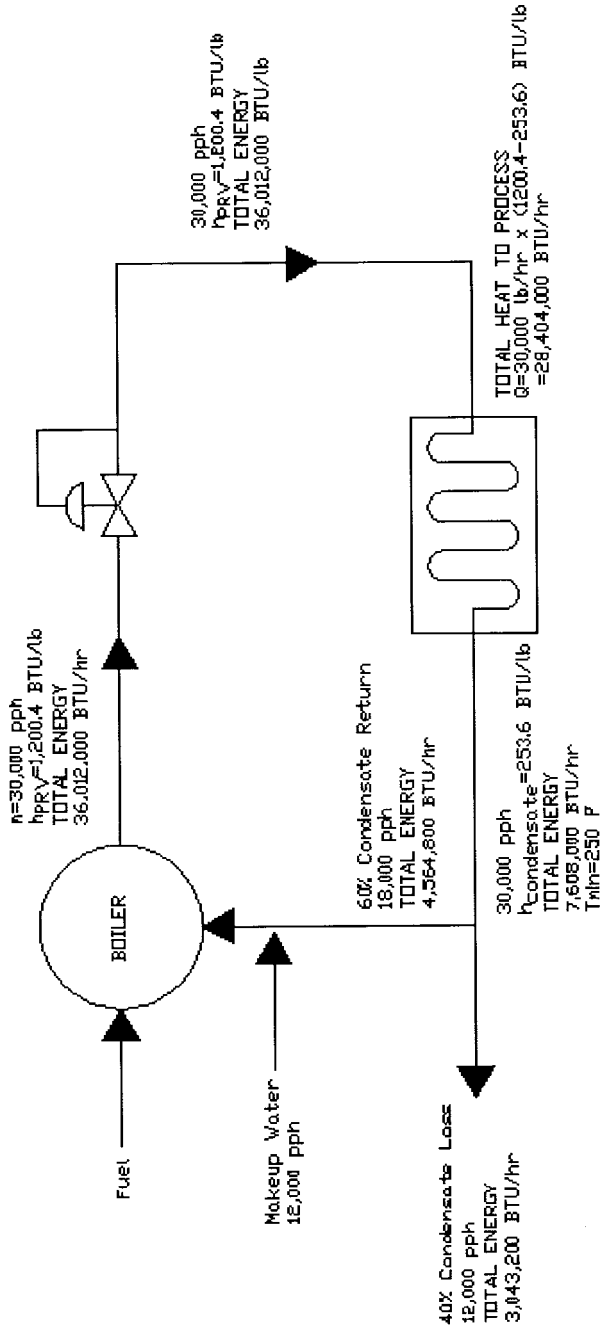 Fuel
BOILER
Makeup Water
12,000 pph
n=30,000 pph
hPRV=1,200.4 BTU/lb
TOTAL ENERGY
36,012,000 BTU/hr
30,000 pph
hPRV=1,200.4 BTU/lb
TOTAL ENERGY
36,012,000 BTU/lb
60% Condensate Return
18,000 pph
TOTAL ENERGY
4,564,800 BTU/hr
TOTAL HEAT TO PROCESS
Q=30,000 lb/hr x (1200.4-253.6) BTU/lb
=28,404,000 BTU/hr
30,000 pph
hcondensate=253.6 BTU/lb
TOTAL ENERGY
7,608,000 BTU/hr
Tmin=250 F
40% Condensate Loss
12,000 pph
TOTAL ENERGY
3,043,200 BTU/hr